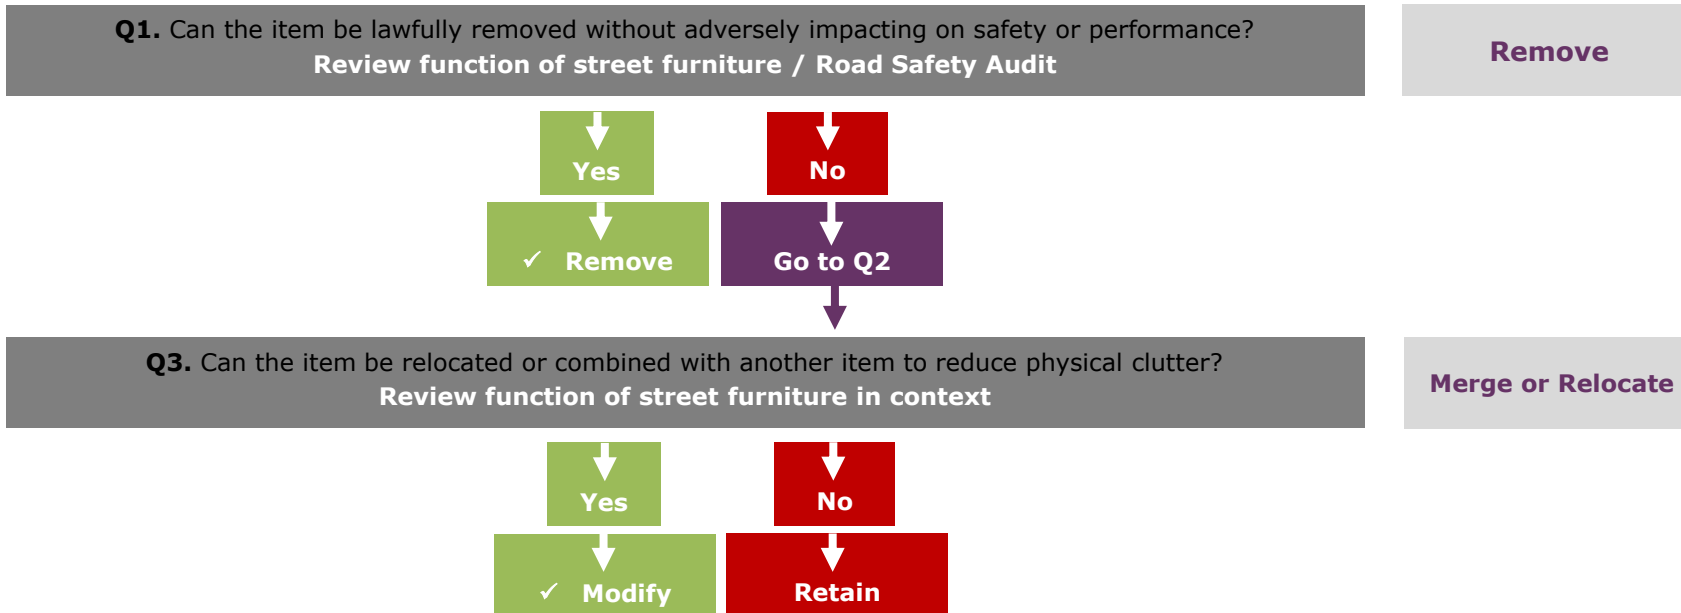 Q1. Can the item be lawfully removed without adversely impacting on safety or performance?
Review function of street furniture / Road Safety Audit
Remove
Yes
No
✓ Remove
Go to Q2
Q3. Can the item be relocated or combined with another item to reduce physical clutter?
Review function of street furniture in context
Merge or Relocate
Yes
No
✓ Modify
Retain